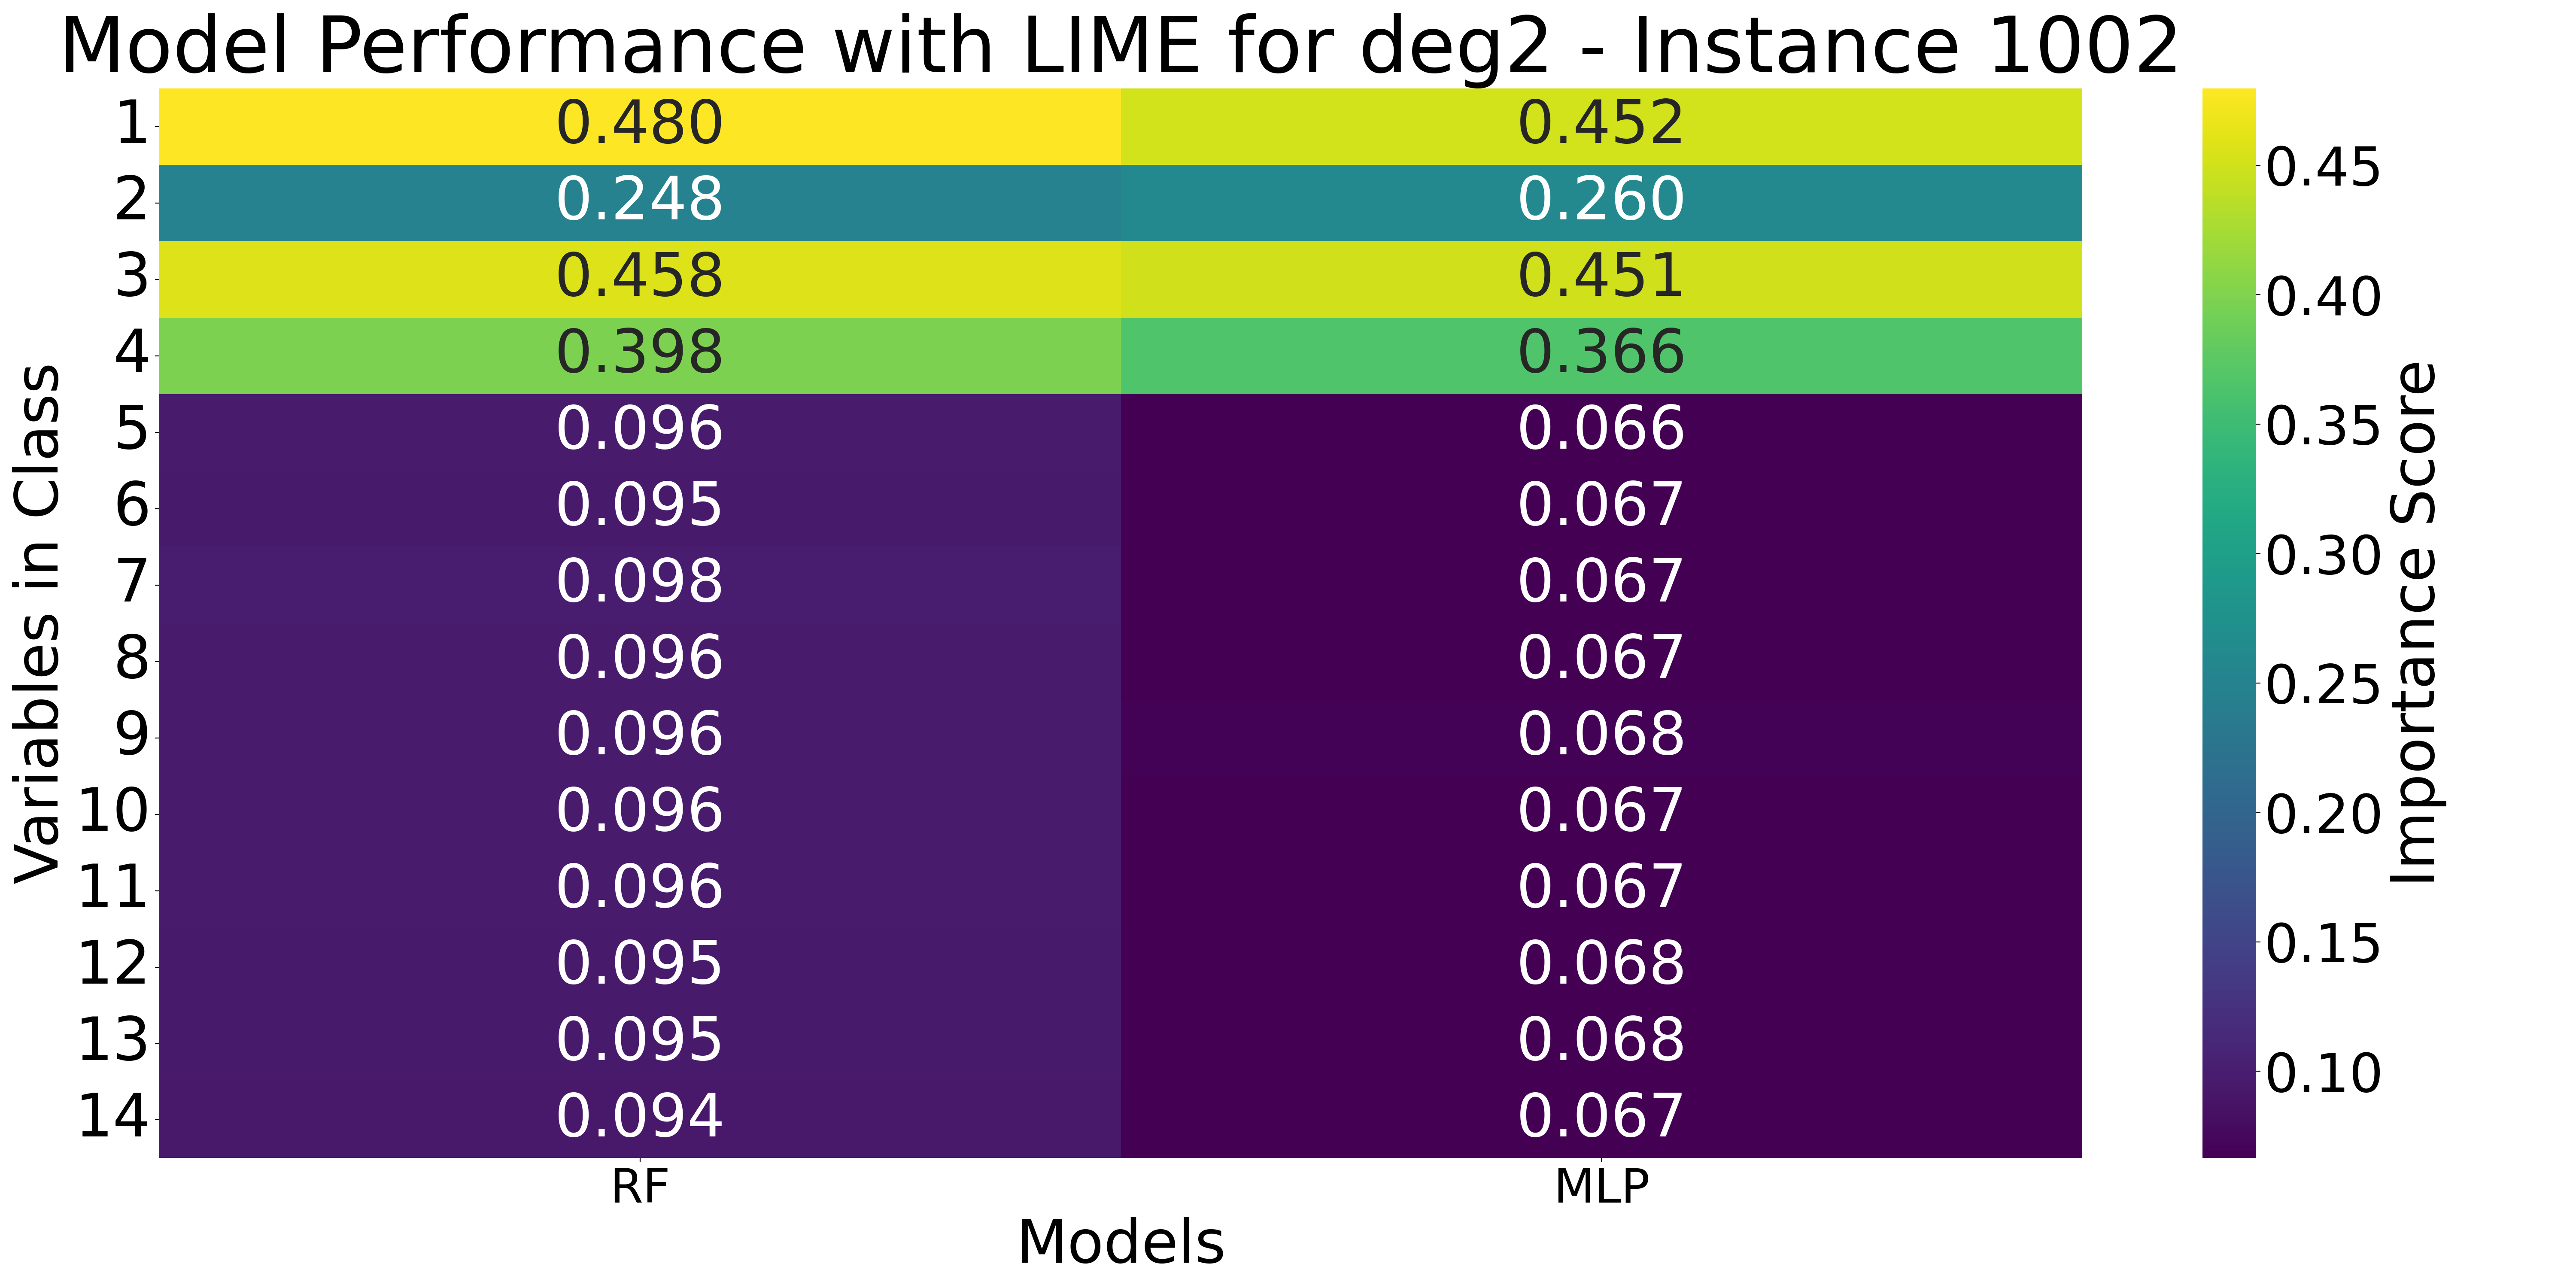 Model Performance with LIME for deg2 - Instance 1002
Variables in Class
1 0.480 0.452
2 0.248 0.260
3 0.458 0.451
4 0.398 0.366
5 0.096 0.066
6 0.095 0.067
7 0.098 0.067
8 0.096 0.067
9 0.096 0.068
10 0.096 0.067
11 0.096 0.067
12 0.095 0.068
13 0.095 0.068
14 0.094 0.067
RF MLP
Models
0.45
0.40
0.35
0.30
0.25
0.20
0.15
0.10
Importance Score